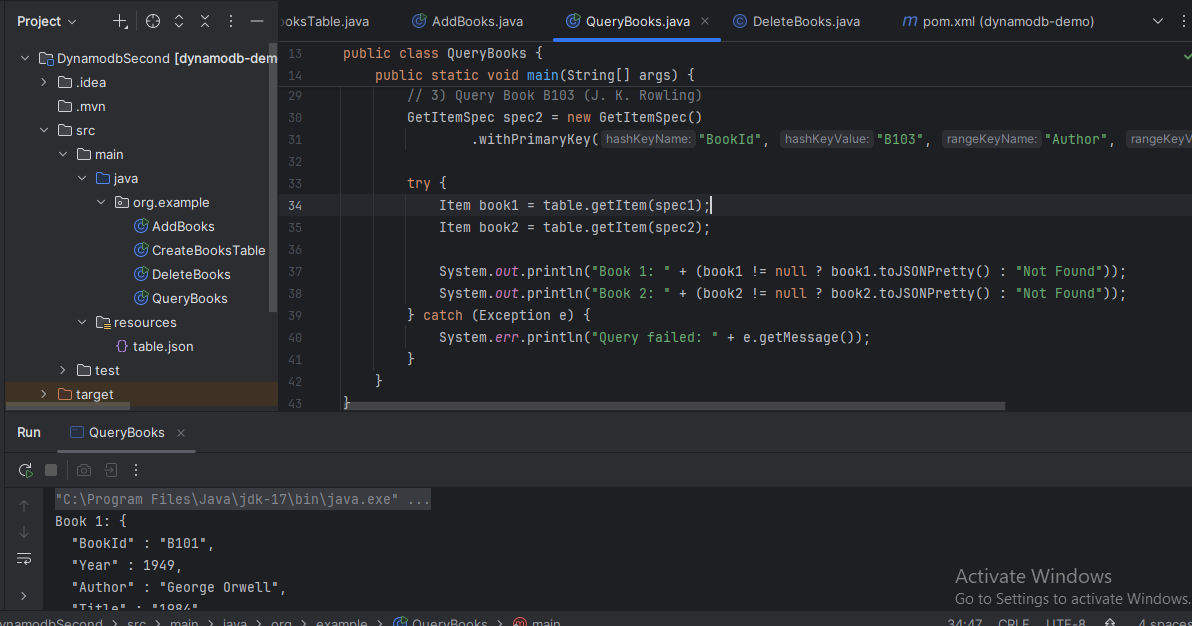 Project
oksTable.java
AddBooks.java
QueryBooks.java
DeleteBooks.java
m pom.xml (dynamodb-demo)
DynamodbSecond [dynamodb-dem
.idea
.mvn
src
main
java
org.example
AddBooks
CreateBooksTable
DeleteBooks
QueryBooks
resources
table.json
test
target
13 public class QueryBooks {
14 public static void main(String[] args) {
29 // 3) Query Book B103 (J. K. Rowling)
30 GetItemSpec spec2 = new GetItemSpec()
31 .withPrimaryKey( hashKeyName: "BookId", hashKeyValue: "B103", rangeKeyName: "Author", rangeKeyV
32
33 try {
34 Item book1 = table.getItem(spec1);
35 Item book2 = table.getItem(spec2);
36
37 System.out.println("Book 1: " + (book1 != null ? book1.toJSONPretty() : "Not Found"));
38 System.out.println("Book 2: " + (book2 != null ? book2.toJSONPretty() : "Not Found"));
39 } catch (Exception e) {
40 System.err.println("Query failed: " + e.getMessage());
41 }
42 }
43 }
Run
QueryBooks
"C:\Program Files\Java\jdk-17\bin\java.exe" ...
Book 1: {
"BookId" : "B101",
"Year" : 1949,
"Author" : "George Orwell",
"Title" : "1984"
Activate Windows
Go to Settings to activate Windows.
ynamodbSecond > src > main > java > org > example > QueryBooks > m main
34:47 CRLF UTF-8 4 spaces